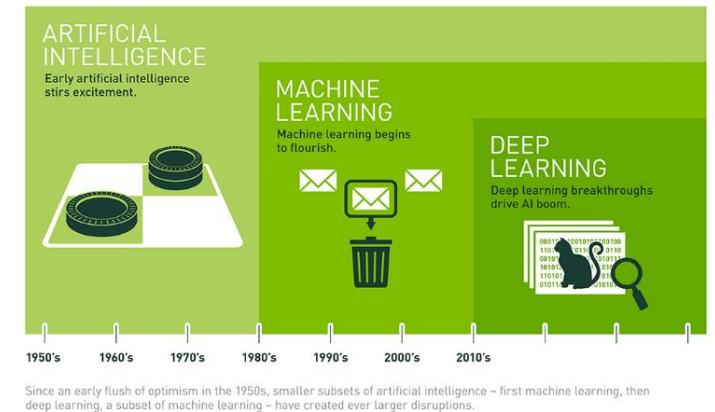 ARTIFICIAL
INTELLIGENCE
Early artificial intelligence
stirs excitement.
MACHINE
LEARNING
Machine learning begins
to flourish.
DEEP
LEARNING
Deep learning breakthroughs
drive AI boom.
1950's 1960's 1970's 1980's 1990's 2000's 2010's
Since an early flush of optimism in the 1950s, smaller subsets of artificial intelligence – first machine learning, then
deep learning, a subset of machine learning – have created ever larger disruptions.